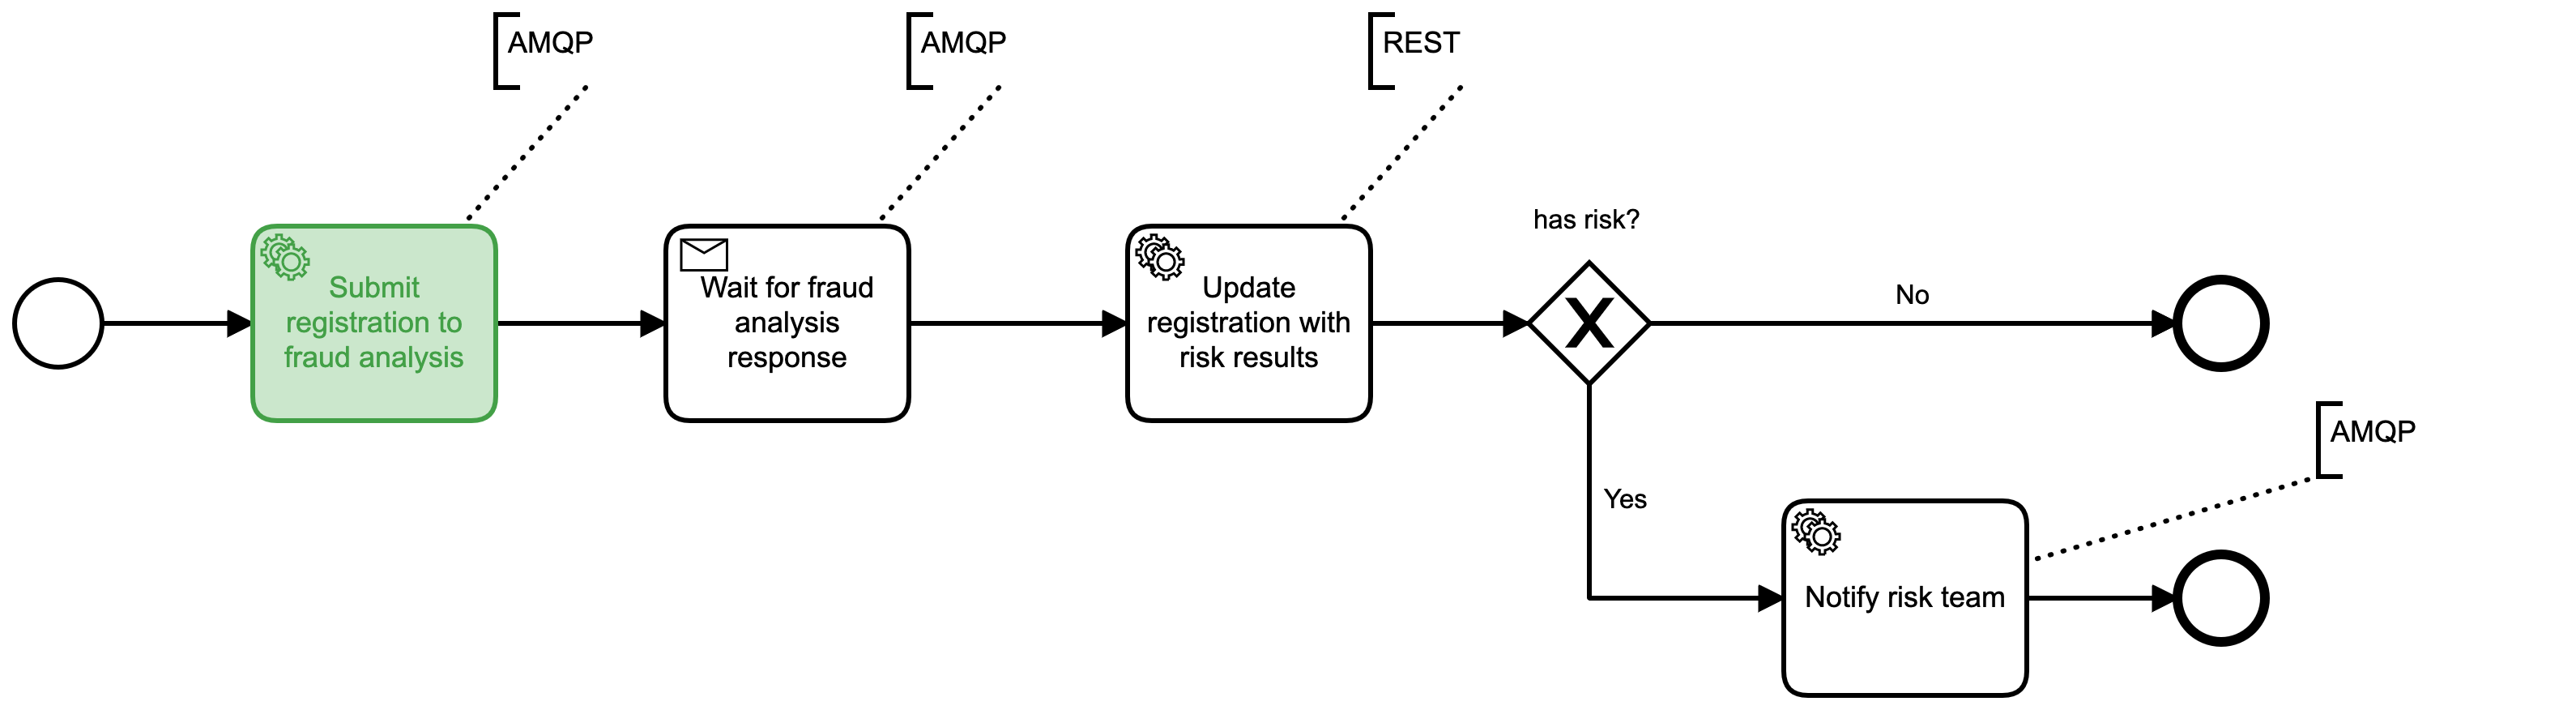 AMQP
AMQP
REST
Submit
registration to
fraud analysis
Wait for fraud
analysis
response
Update
registration with
risk results
has risk?
X
No
Yes
AMQP
Notify risk team